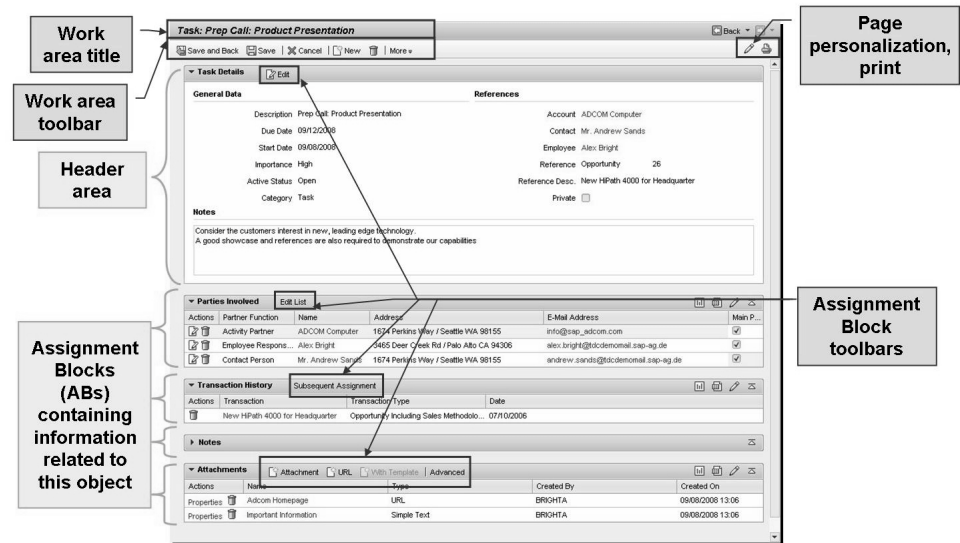 Work
area title
Task: Prep Call: Product Presentation
Back
Page
personalization,
print
Save and Back Save Cancel New More
Work area
toolbar
Task Details Edit
General Data References
Description Prep Call: Product Presentation Account ADCOM Computer
Due Date 09/12/2008 Contact Mr. Andrew Sands
Start Date 09/08/2008 Employee Alex Bright
Header
area
Importance High Reference Opportunity 26
Active Status Open Reference Desc. New HiPath 4000 for Headquarter
Category Task Private
Notes
Consider the customers interest in new, leading edge technology.
A good showcase and references are also required to demonstrate our capabilities
Parties Involved Edit List
Actions Partner Function Name Address E-Mail Address Main P...
Activity Partner ADCOM Computer 1674 Perkins Way / Seattle WA 98155 info@sap_adcom.com
Employee Respons... Alex Bright 3465 Deer Creek Rd / Palo Alto CA 94306 alex.bright@tdcdemomail.sap-ag.de
Contact Person Mr. Andrew Sands 1674 Perkins Way / Seattle WA 98155 andrew.sands@tdcdemomail.sap-ag.de
Assignment
Block
toolbars
Assignment
Blocks
(ABs)
containing
information
related to
this object
Transaction History Subsequent Assignment
Actions Transaction Transaction Type Date
New HiPath 4000 for Headquarter Opportunity Including Sales Methodolo... 07/10/2006
Notes
Attachments Attachment URL With Template Advanced
Actions Name Type Created By Created On
Properties Adcom Homepage URL BRIGHTA 09/08/2008 13:06
Properties Important Information Simple Text BRIGHTA 09/08/2008 13:06